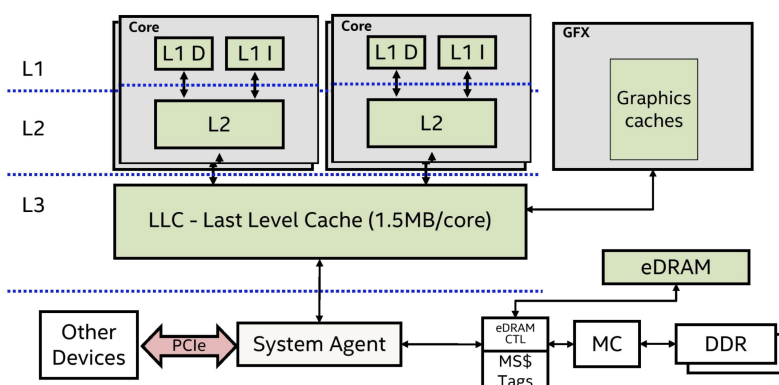 Core
Core
GFX
L1
L1 D
L1 I
L1 D
L1 I
Graphics
caches
L2
L2
L2
L3
LLC - Last Level Cache (1.5MB/core)
eDRAM
Other
Devices
PCIe
System Agent
eDRAM
CTL
MS$
Tags
MC
DDR